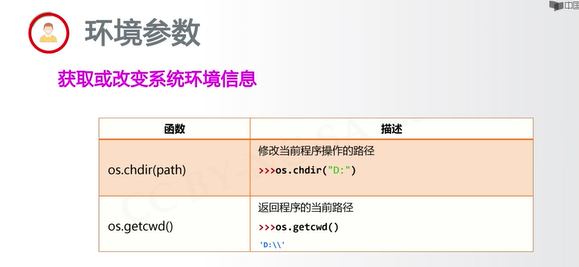 中国
环境参数
获取或改变系统环境信息
函数 描述
os.chdir(path) 修改当前程序操作的路径
>>>os.chdir("D:")
os.getcwd() 返回程序的当前路径
>>>os.getcwd()
'D:\\'